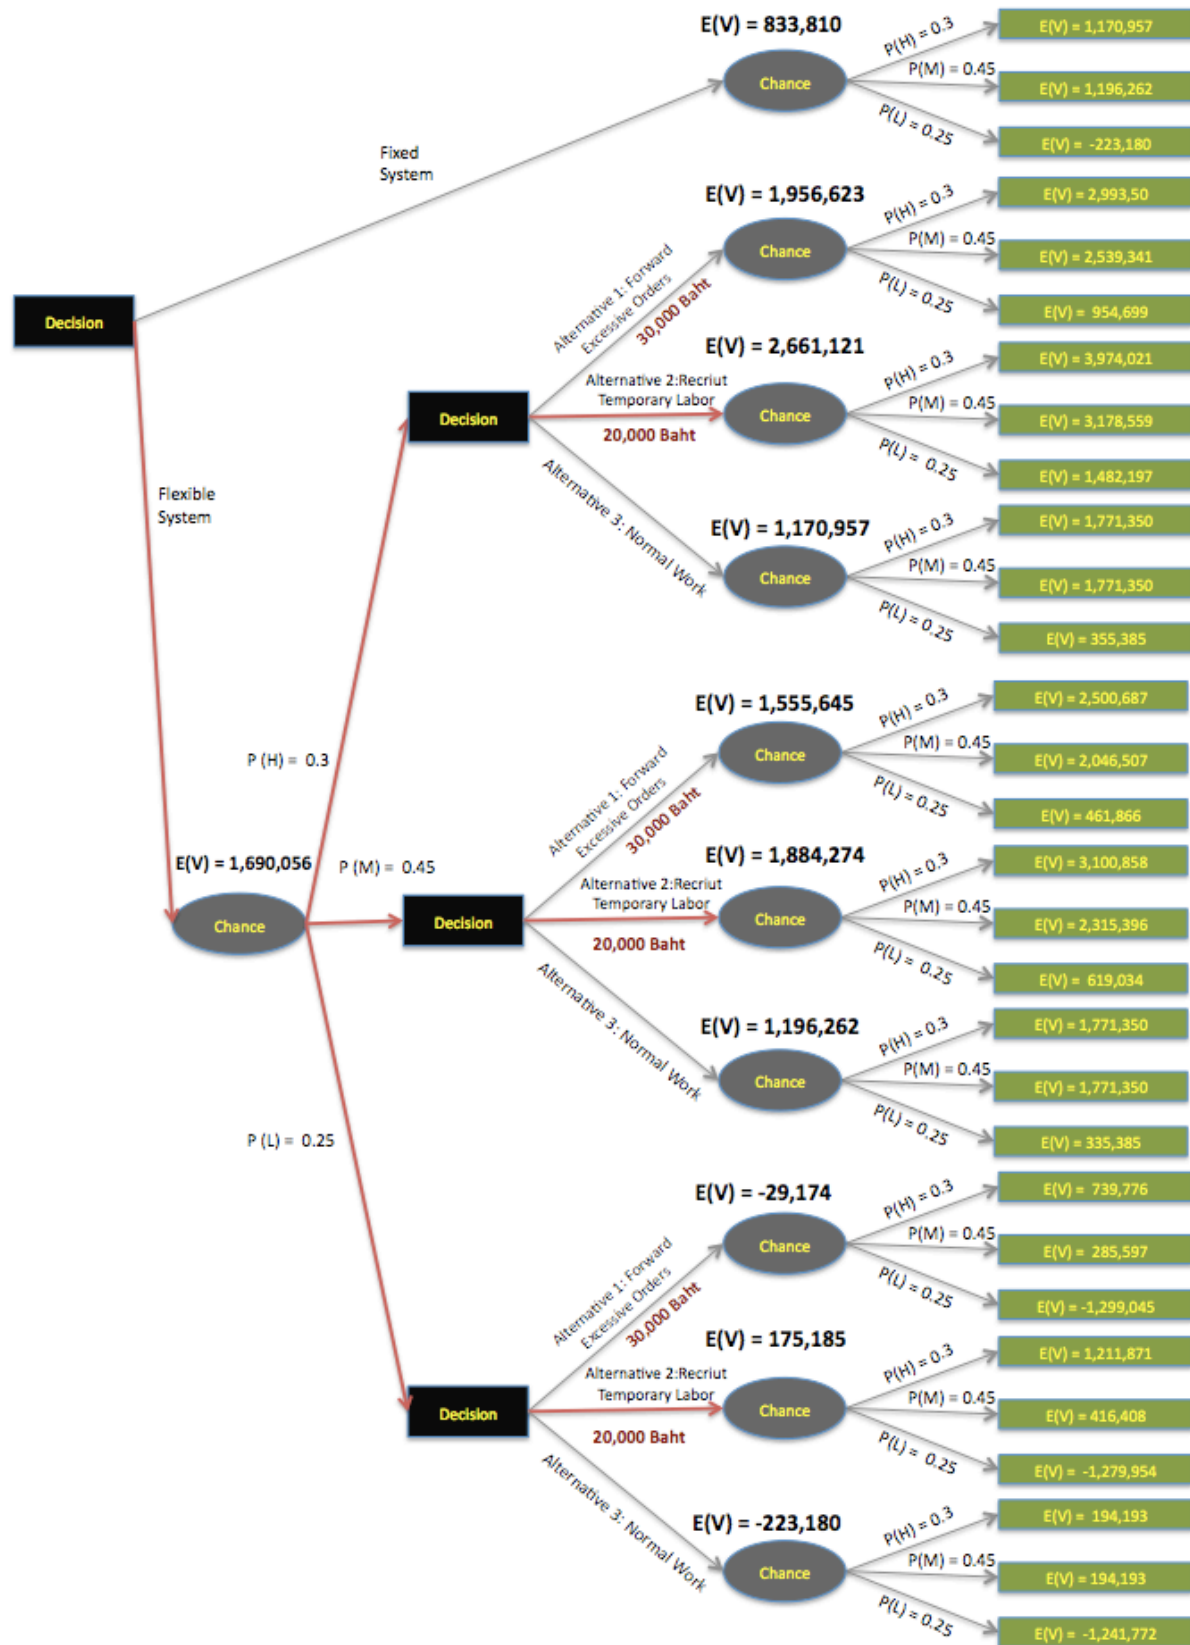 E(V) = 833,810
Chance
P(H) = 0.3
P(M) = 0.45
P(L) = 0.25
E(V) = 1,170,957
E(V) = 1,196,262
E(V) = -223,180
Fixed
System
E(V) = 1,956,623
Chance
P(H) = 0.3
P(M) = 0.45
P(L) = 0.25
E(V) = 2,993,50
E(V) = 2,539,341
E(V) = 954,699
Decision
Alternative 1: Forward
Excessive Orders
30,000 Baht
E(V) = 2,661,121
Alternative 2:Recriut
Temporary Labor
20,000 Baht
Decision
Chance
P(H) = 0.3
P(M) = 0.45
P(L) = 0.25
E(V) = 3,974,021
E(V) = 3,178,559
E(V) = 1,482,197
Flexible
System
Alternative 3: Normal Work
E(V) = 1,170,957
Chance
P(H) = 0.3
P(M) = 0.45
P(L) = 0.25
E(V) = 1,771,350
E(V) = 1,771,350
E(V) = 355,385
P (H) = 0.3
E(V) = 1,555,645
Chance
P(H) = 0.3
P(M) = 0.45
P(L) = 0.25
E(V) = 2,500,687
E(V) = 2,046,507
E(V) = 461,866
Alternative 1: Forward
Excessive Orders
30,000 Baht
E(V) = 1,690,056
Chance
P (M) = 0.45
Decision
E(V) = 1,884,274
Alternative 2:Recriut
Temporary Labor
20,000 Baht
Chance
P(H) = 0.3
P(M) = 0.45
P(L) = 0.25
E(V) = 3,100,858
E(V) = 2,315,396
E(V) = 619,034
Alternative 3: Normal Work
E(V) = 1,196,262
Chance
P(H) = 0.3
P(M) = 0.45
P(L) = 0.25
E(V) = 1,771,350
E(V) = 1,771,350
E(V) = 335,385
P (L) = 0.25
E(V) = -29,174
Chance
P(H) = 0.3
P(M) = 0.45
P(L) = 0.25
E(V) = 739,776
E(V) = 285,597
E(V) = -1,299,045
Alternative 1: Forward
Excessive Orders
30,000 Baht
E(V) = 175,185
Alternative 2:Recriut
Temporary Labor
20,000 Baht
Decision
Chance
P(H) = 0.3
P(M) = 0.45
P(L) = 0.25
E(V) = 1,211,871
E(V) = 416,408
E(V) = -1,279,954
Alternative 3: Normal Work
E(V) = -223,180
Chance
P(H) = 0.3
P(M) = 0.45
P(L) = 0.25
E(V) = 194,193
E(V) = 194,193
E(V) = -1,241,772